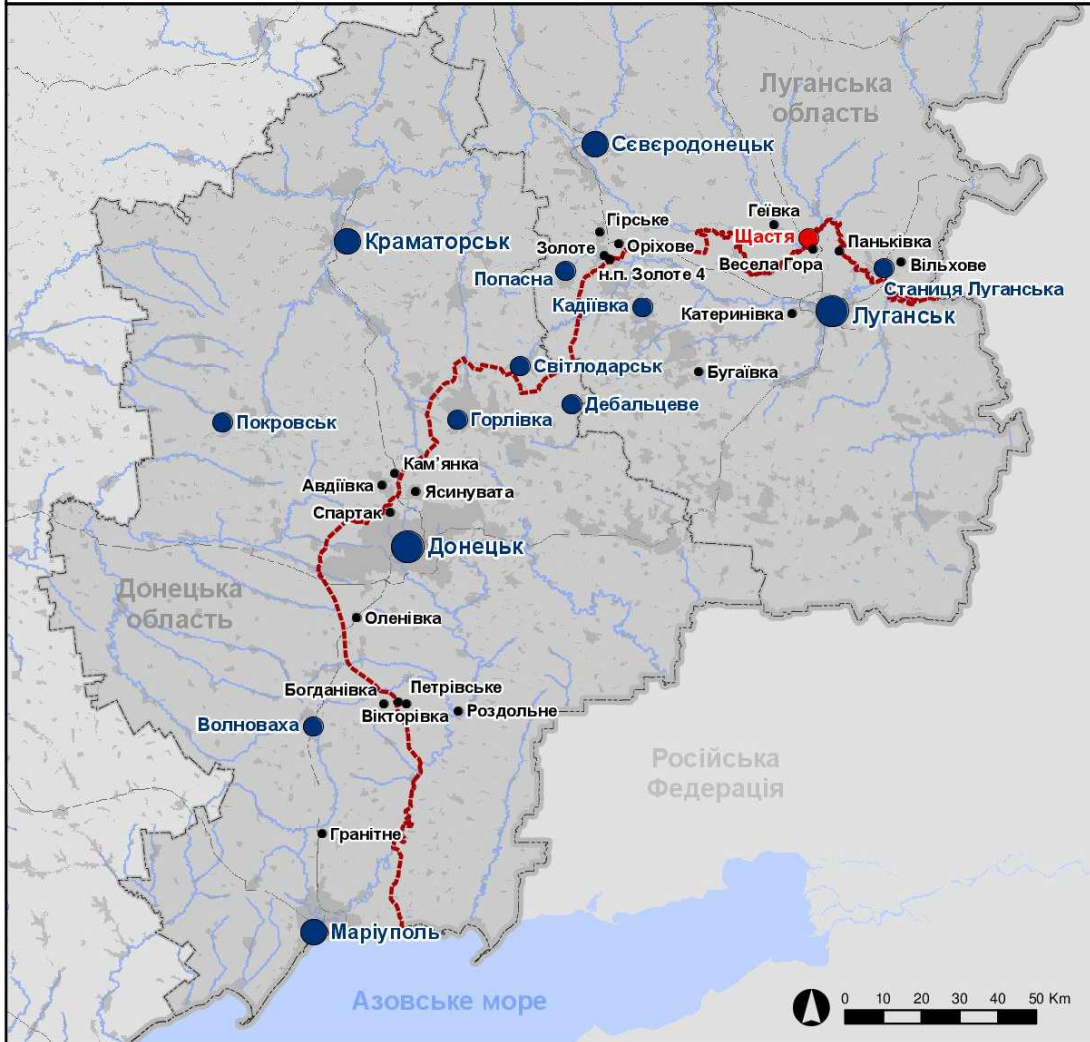 Луганська
область
Сєвєродонецьк
Геївка
Гірське
Щастя
Оріхове
Паньківка
Краматорськ
Золоте
Весела Гора
Вільхове
н.п. Золоте 4
Попасна
Станиця Луганська
Кадіївка
Катеринівка
Луганськ
Світлодарськ
Бугаївка
Дебальцеве
Горлівка
Покровськ
Кам'янка
Авдіївка
Ясинувата
Спартак
Донецьк
Донецька
область
Оленівка
Богданівка
Петрівське
Вікторівка
Роздольне
Волноваха
Російська
Федерація
Гранітне
Маріуполь
Азовське море
0 10 20 30 40 50 Km